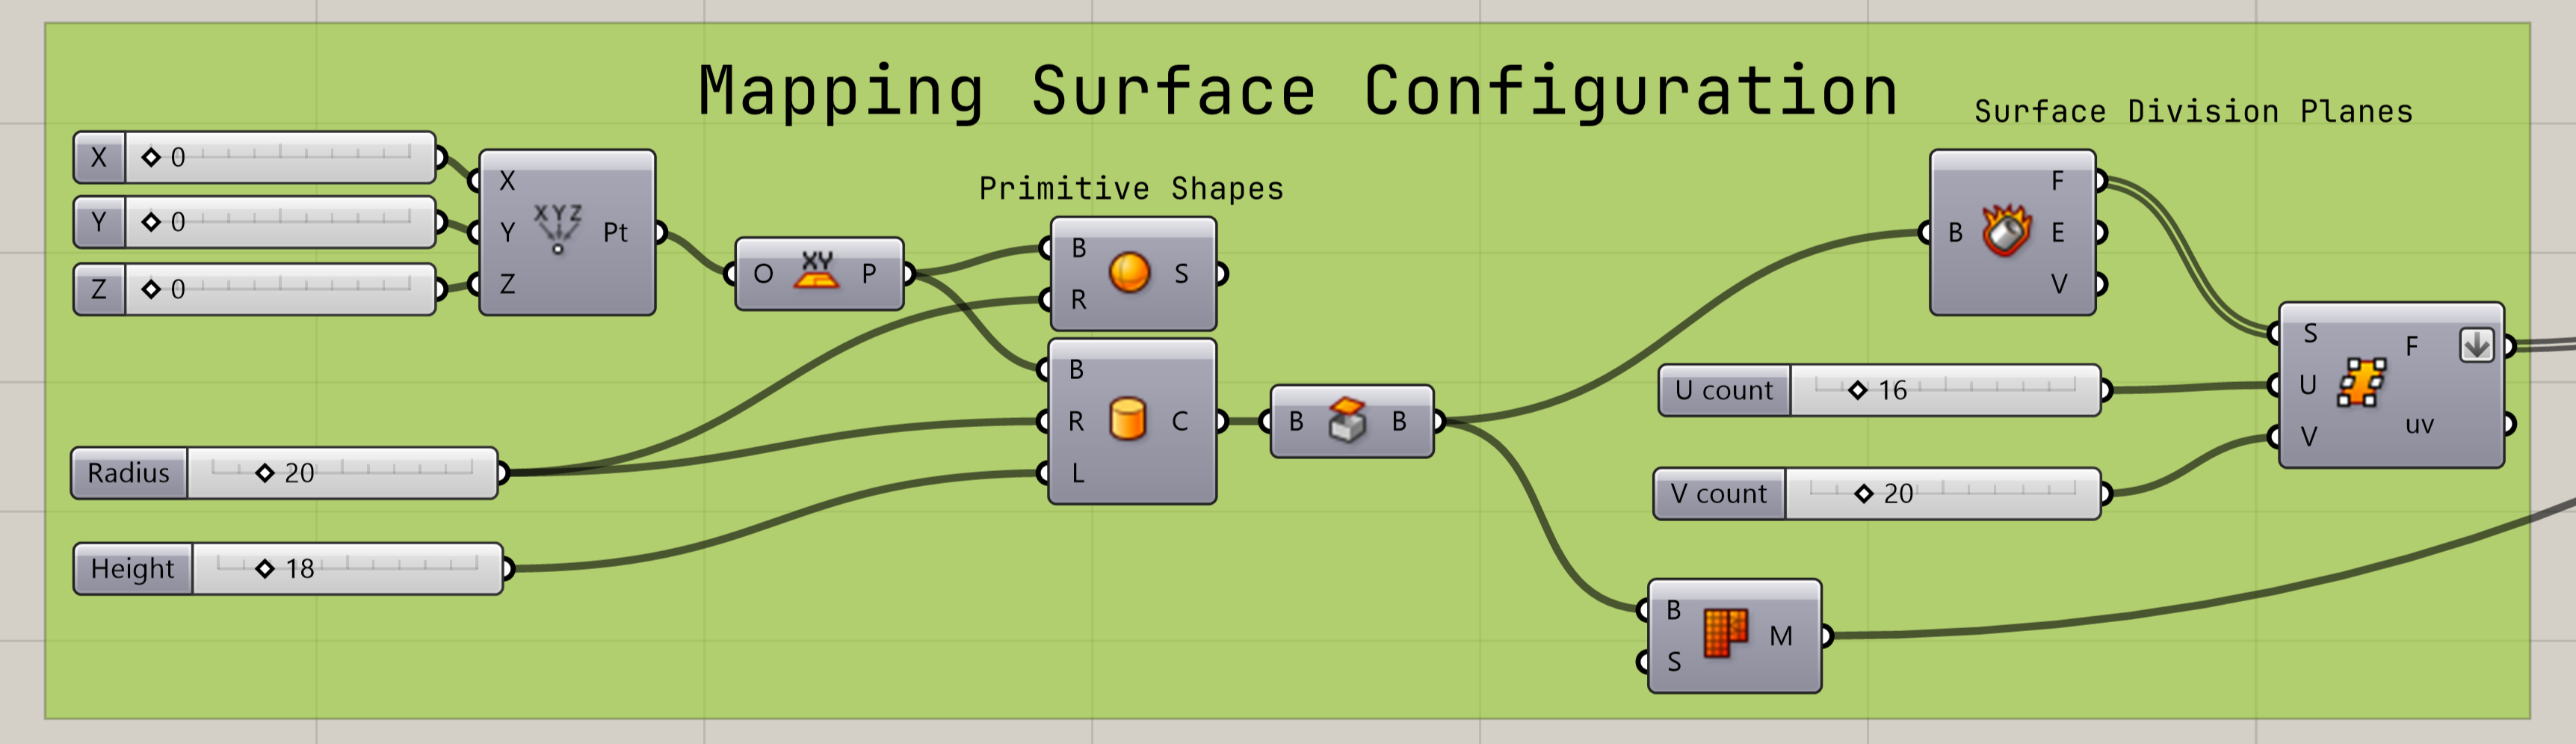 Mapping Surface Configuration
Surface Division Planes
Primitive Shapes
X 0
Y 0
Z 0
X
Y
Z
XYZ
Pt
O XY P
B
R
S
B
R
L
C
Radius 20
Height 18
B B
B
F
E
V
U count 16
V count 20
S
U
V
F
uv
B
S
M